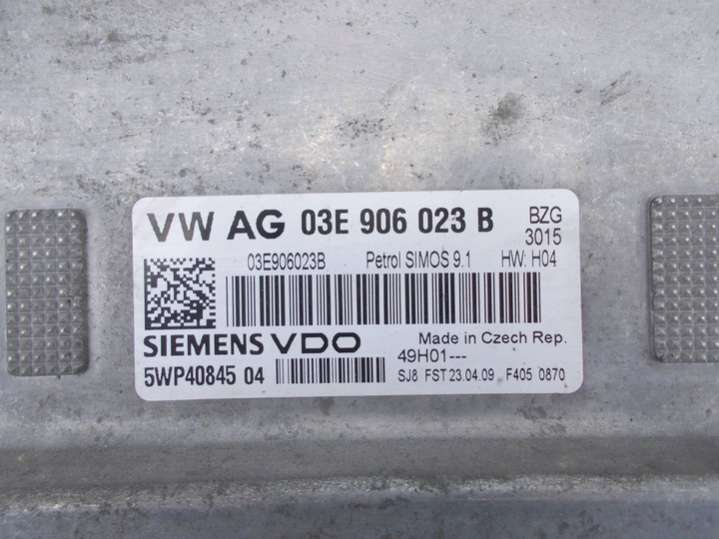 VW AG 03E 906 023 B BZG 3015
03E906023B Petrol SIMOS 9.1 HW: H04
SIEMENS VDO Made in Czech Rep.
49H01---
5WP40845 04 SJ8 FST 23.04.09 F405 0870